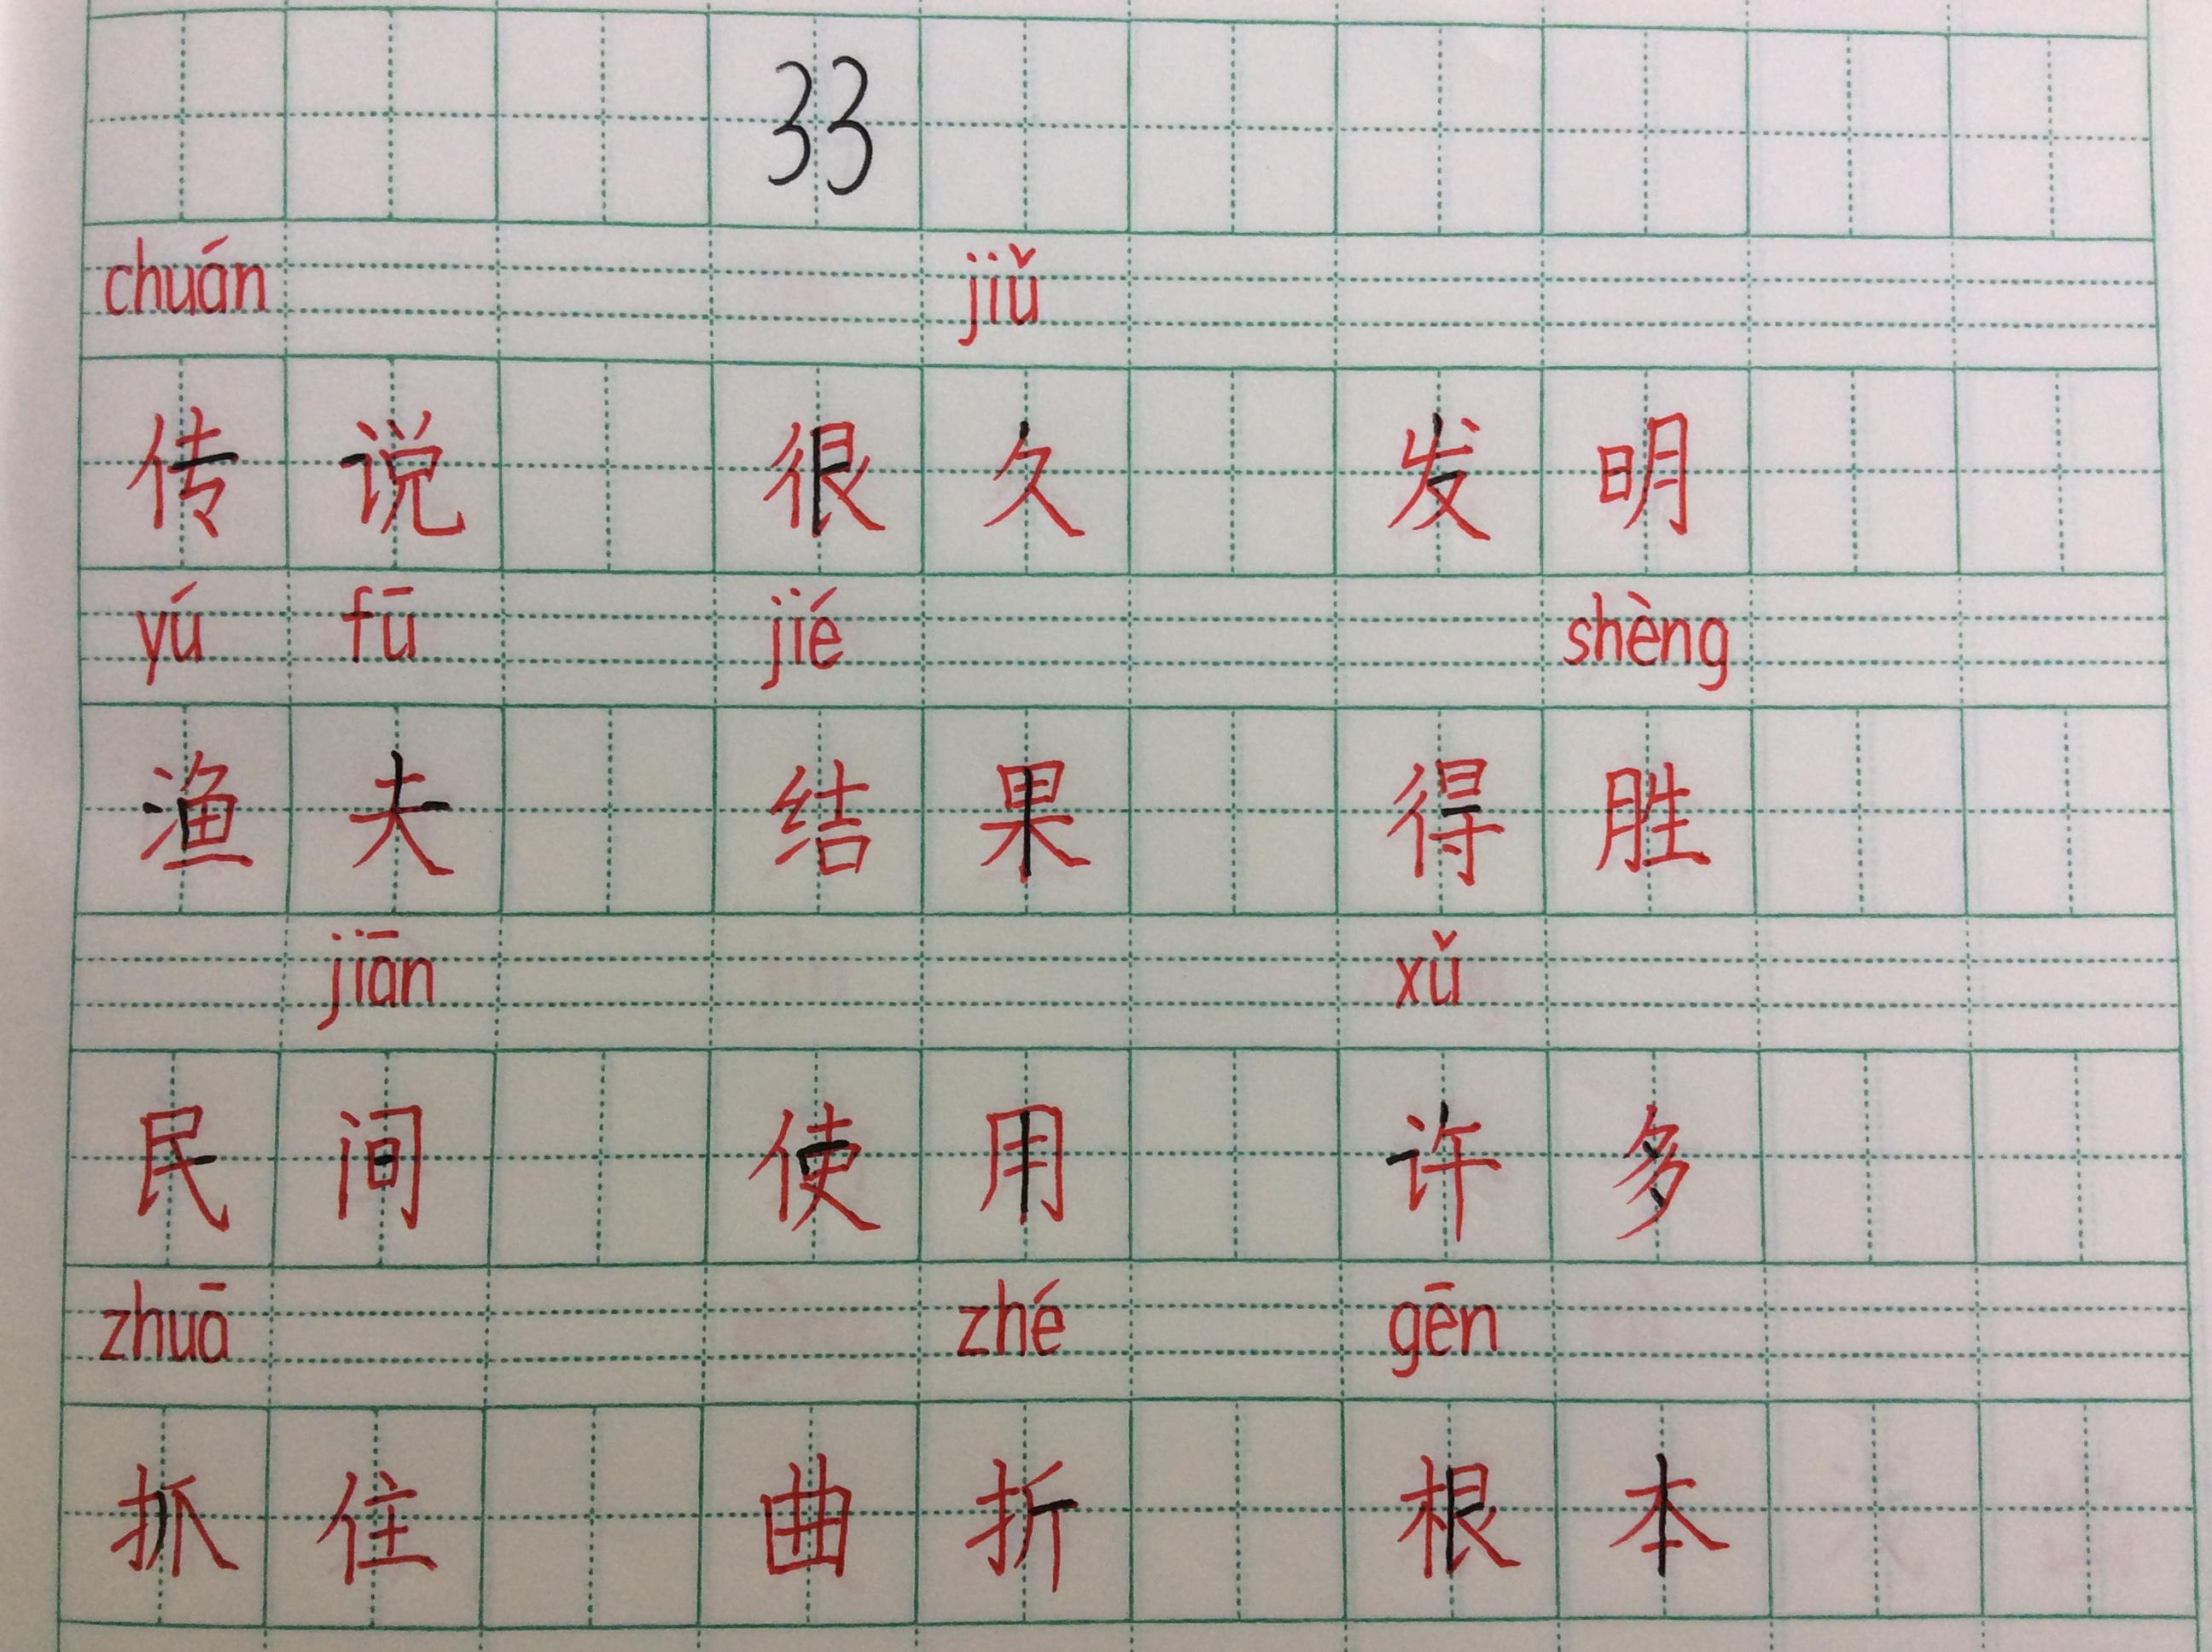 33
chuán jiǔ
传说 很久 发明
yú fū jié shèng
渔夫 结果 得胜
jiān xǔ
民间 使用 许多
zhuā zhé gēn
抓住 曲折 根本